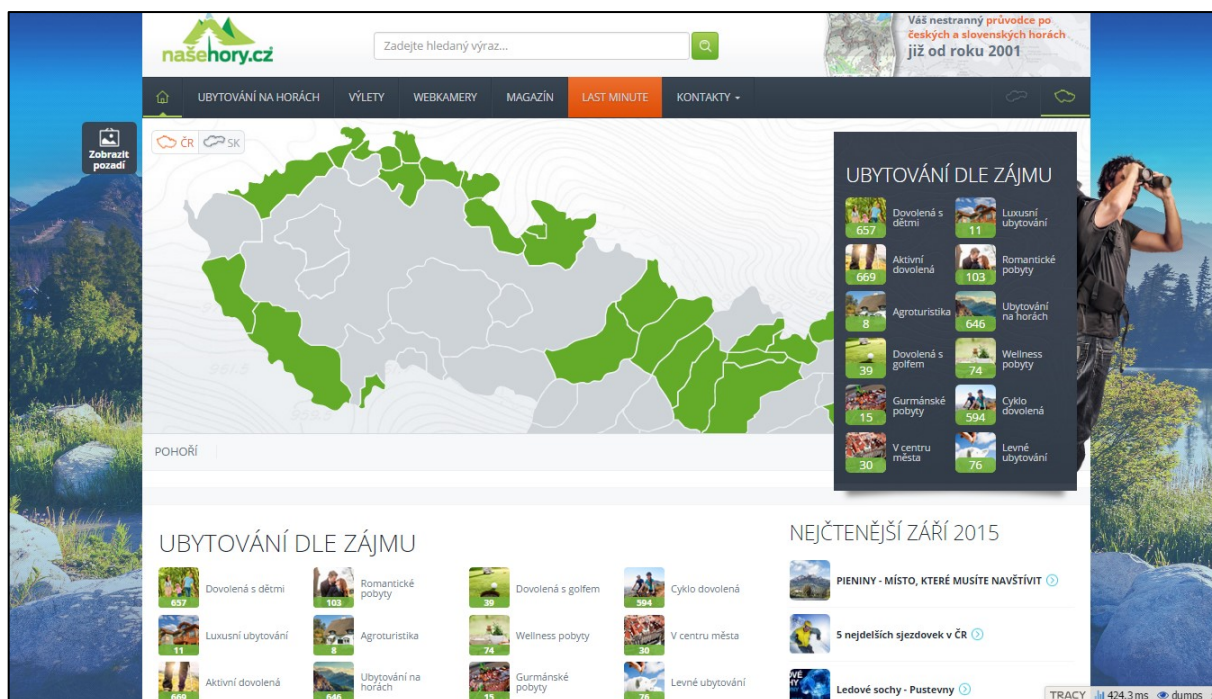 našehory.cz
Zadejte hledaný výraz...
Váš nestranný průvodce po
českých a slovenských horách
již od roku 2001
UBYTOVÁNÍ NA HORÁCH VÝLETY WEBKAMERY MAGAZÍN LAST MINUTE KONTAKTY
Zobrazit
pozadí
ČR SK
UBYTOVÁNÍ DLE ZÁJMU
657 Dovolená s
dětmi
11 Luxusní
ubytování
669 Aktivní
dovolená
103 Romantické
pobyty
8 Agroturistika
646 Ubytování
na horách
39 Dovolená s
golfem
74 Wellness
pobyty
15 Gurmánské
pobyty
594 Cyklo
dovolená
30 V centru
města
76 Levné
ubytování
POHOŘÍ
UBYTOVÁNÍ DLE ZÁJMU
657 Dovolená s dětmi
103 Romantické
pobyty
39 Dovolená s golfem
594 Cyklo dovolená
11 Luxusní ubytování
8 Agroturistika
74 Wellness pobyty
30 V centru města
669 Aktivní dovolená
646 Ubytování na
horách
15 Gurmánské
pobyty
76 Levné ubytování
NEJČTENĚJŠÍ ZÁŘÍ 2015
PIENINY - MÍSTO, KTERÉ MUSÍTE NAVŠTÍVIT
5 nejdelších sjezdovek v ČR
Ledové sochy - Pustevny
TRACY 424.3 ms dumps